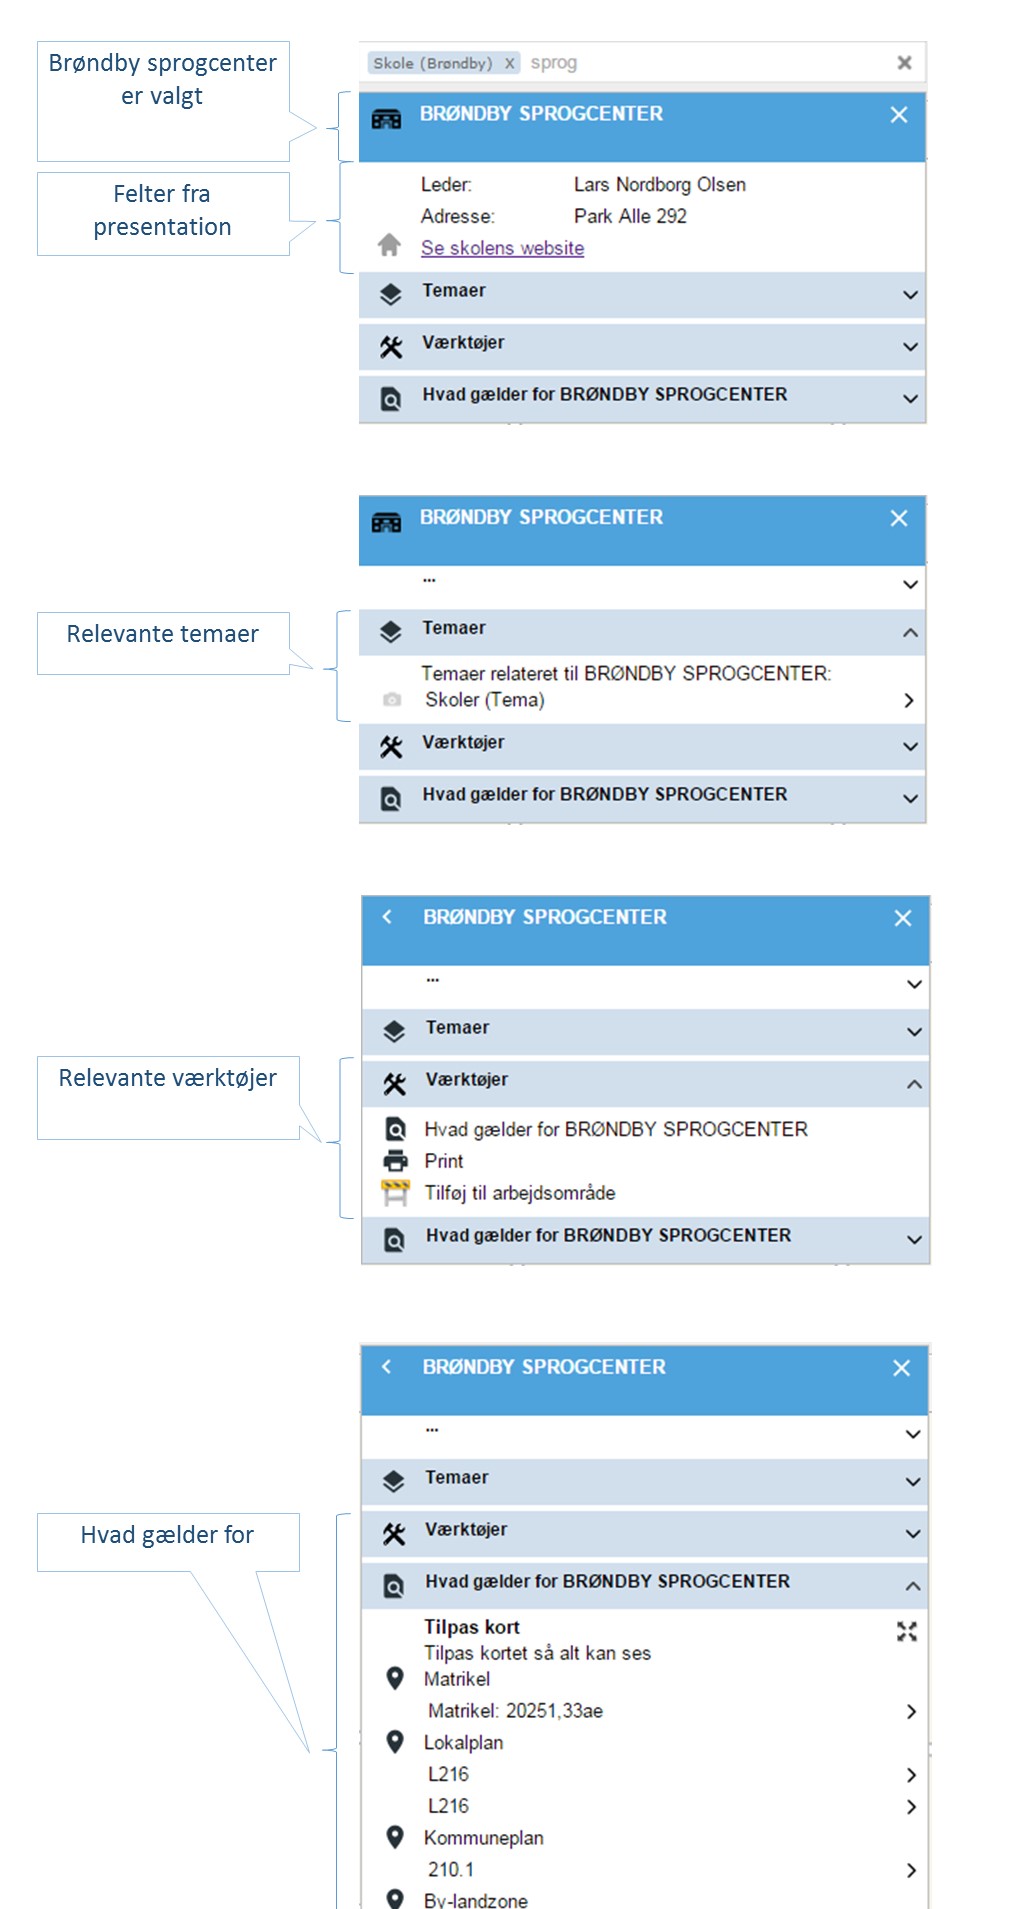 Brøndby sprogcenter
er valgt
Skole (Brøndby) X sprog
BRØNDBY SPROGCENTER
Felter fra
presentation
Leder: Lars Nordborg Olsen
Adresse: Park Alle 292
Se skolens website
Temaer
Værktøjer
Hvad gælder for BRØNDBY SPROGCENTER
BRØNDBY SPROGCENTER
...
Relevante temaer
Temaer
Temaer relateret til BRØNDBY SPROGCENTER:
Skoler (Tema)
Værktøjer
Hvad gælder for BRØNDBY SPROGCENTER
BRØNDBY SPROGCENTER
...
Temaer
Relevante værktøjer
Værktøjer
Hvad gælder for BRØNDBY SPROGCENTER
Print
Tilføj til arbejdsområde
Hvad gælder for BRØNDBY SPROGCENTER
BRØNDBY SPROGCENTER
...
Temaer
Værktøjer
Hvad gælder for
Hvad gælder for BRØNDBY SPROGCENTER
Tilpas kort
Tilpas kortet så alt kan ses
Matrikel
Matrikel: 20251,33ae
Lokalplan
L216
L216
Kommuneplan
210.1
By-landzone